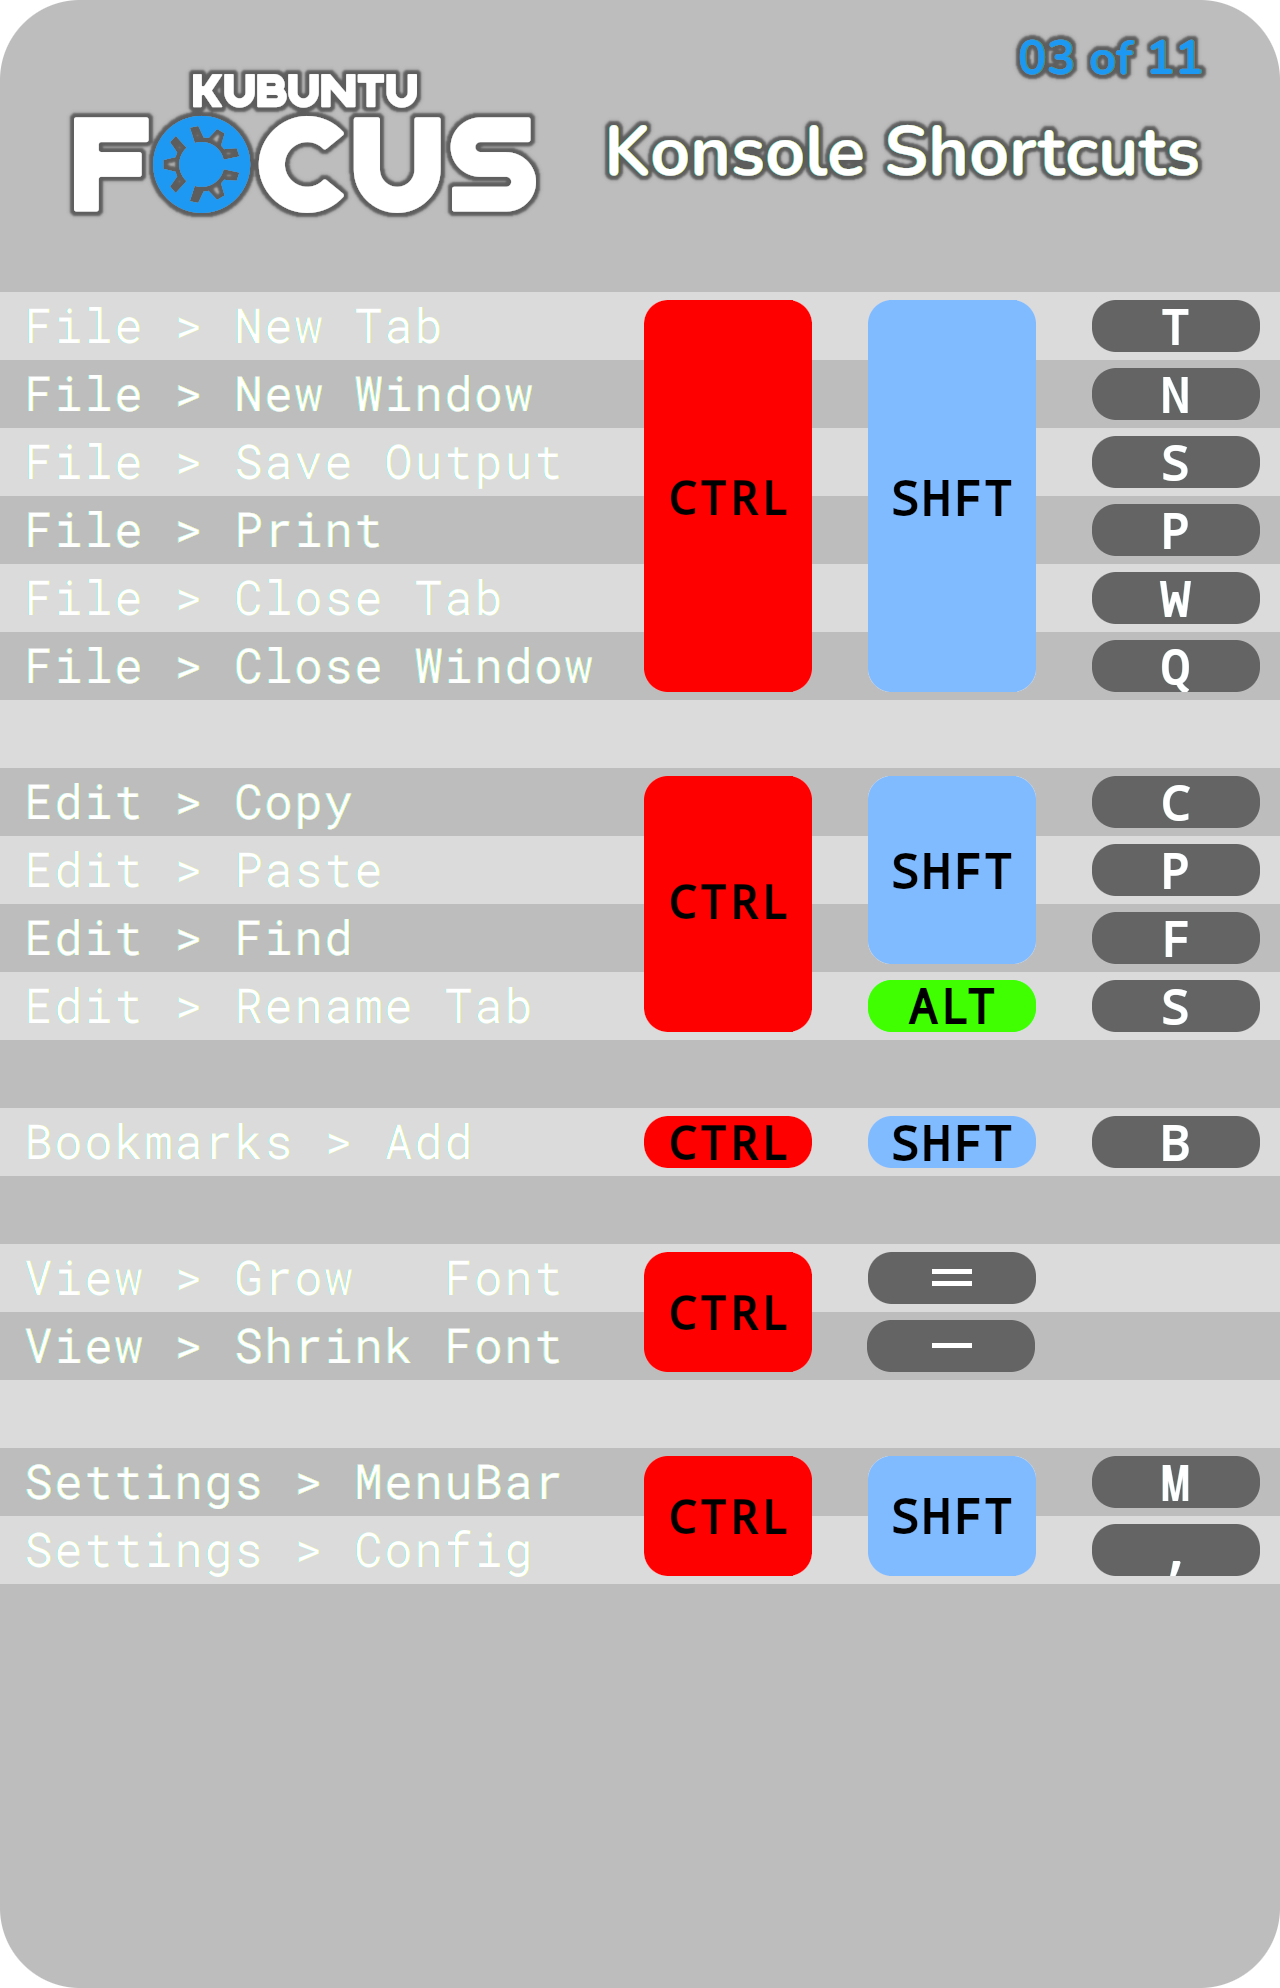 03 of 11
KUBUNTU
FOCUS
Konsole Shortcuts
File > New Tab T
File > New Window N
File > Save Output S
CTRL SHFT
File > Print P
File > Close Tab W
File > Close Window Q
Edit > Copy C
Edit > Paste P
CTRL SHFT
Edit > Find F
Edit > Rename Tab ALT S
Bookmarks > Add CTRL SHFT B
View > Grow Font =
CTRL
View > Shrink Font −
Settings > MenuBar M
CTRL SHFT
Settings > Config ,